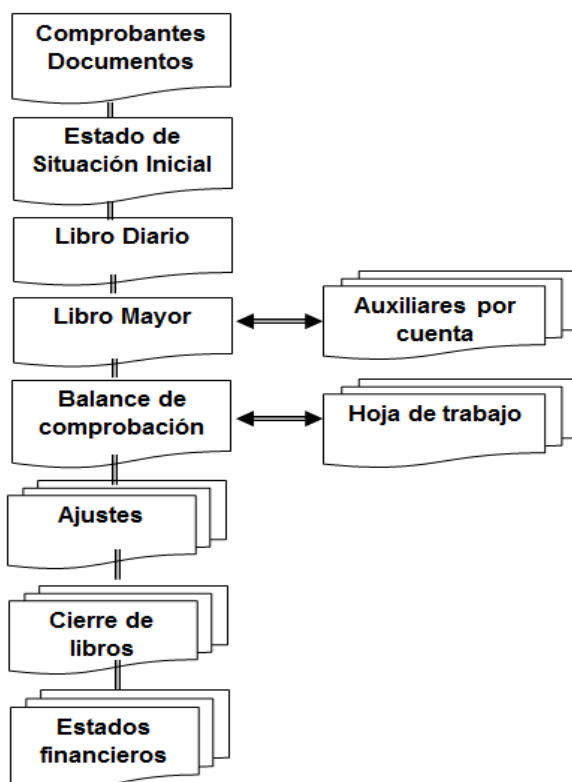 Comprobantes
Documentos
Estado de
Situación Inicial
Libro Diario
Libro Mayor
Auxiliares por
cuenta
Balance de
comprobación
Hoja de trabajo
Ajustes
Cierre de
libros
Estados
financieros